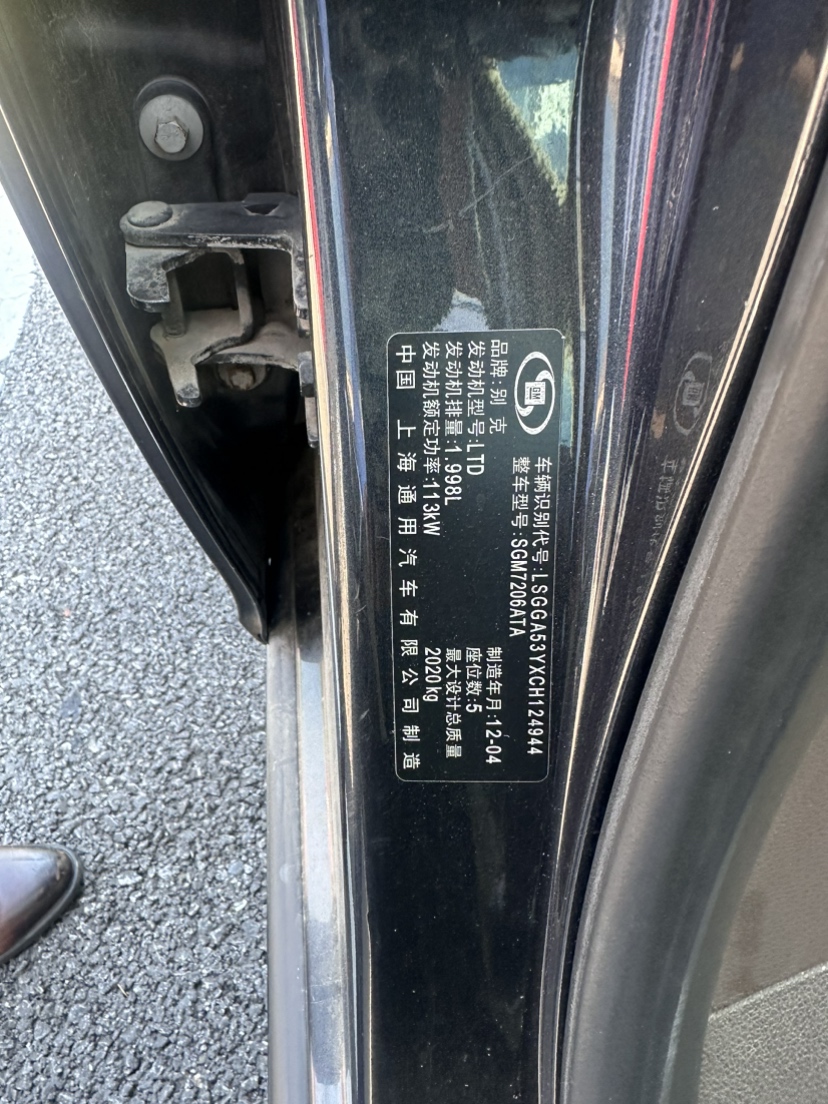 GM
车辆识别代号:LSGGA53YXCH124944
整车型号:SGM7206ATA
品牌:别 克 制造年月:12-04
发动机型号:LTD 座位数:5
发动机排量:1.998L 最大设计总质量
发动机额定功率:113kW 2020kg
中国 上海通用汽车有限公司制造